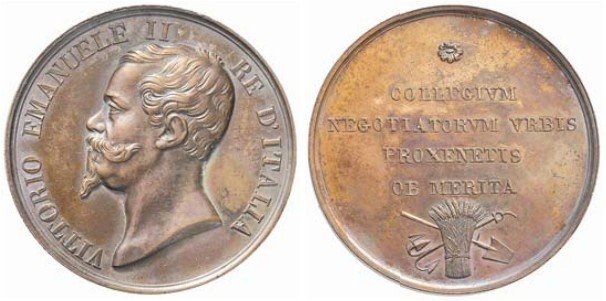 VITTORIO EMANUELE II RE D'ITALIA
COLLEGIVM
NEGOTIATORVM VRBIS
PROXENETIS
OB MERITA